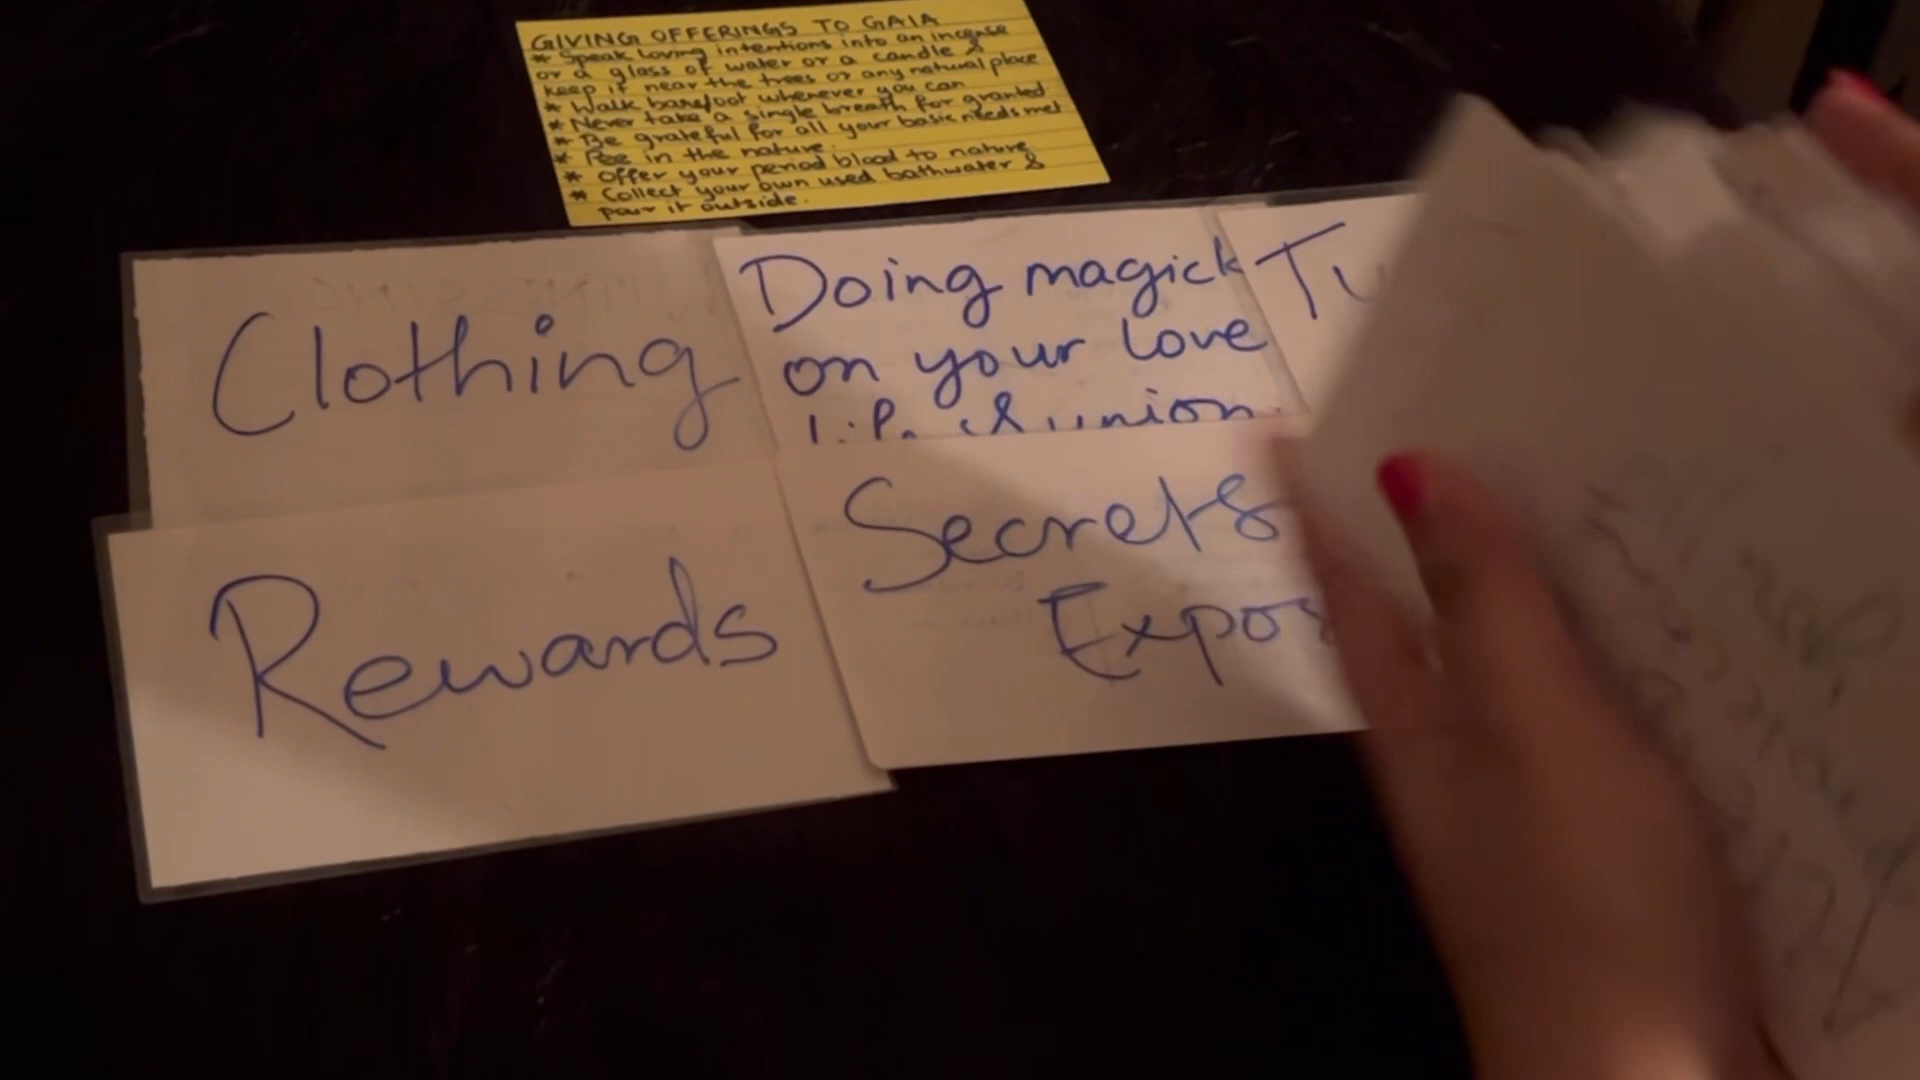 GIVING OFFERINGS TO GAIA
* Speak loving intentions into an incense
or a glass of water or a candle &
keep it near the trees or any natural place
* Walk barefoot wherever you can
* Never take a single breath for granted
* Be grateful for all your basic needs met
* Pee in the nature.
* Offer your period blood to nature
* Collect your own used bathwater &
pour it outside.
Clothing
Doing magick
on your love
union
Rewards
Secrets